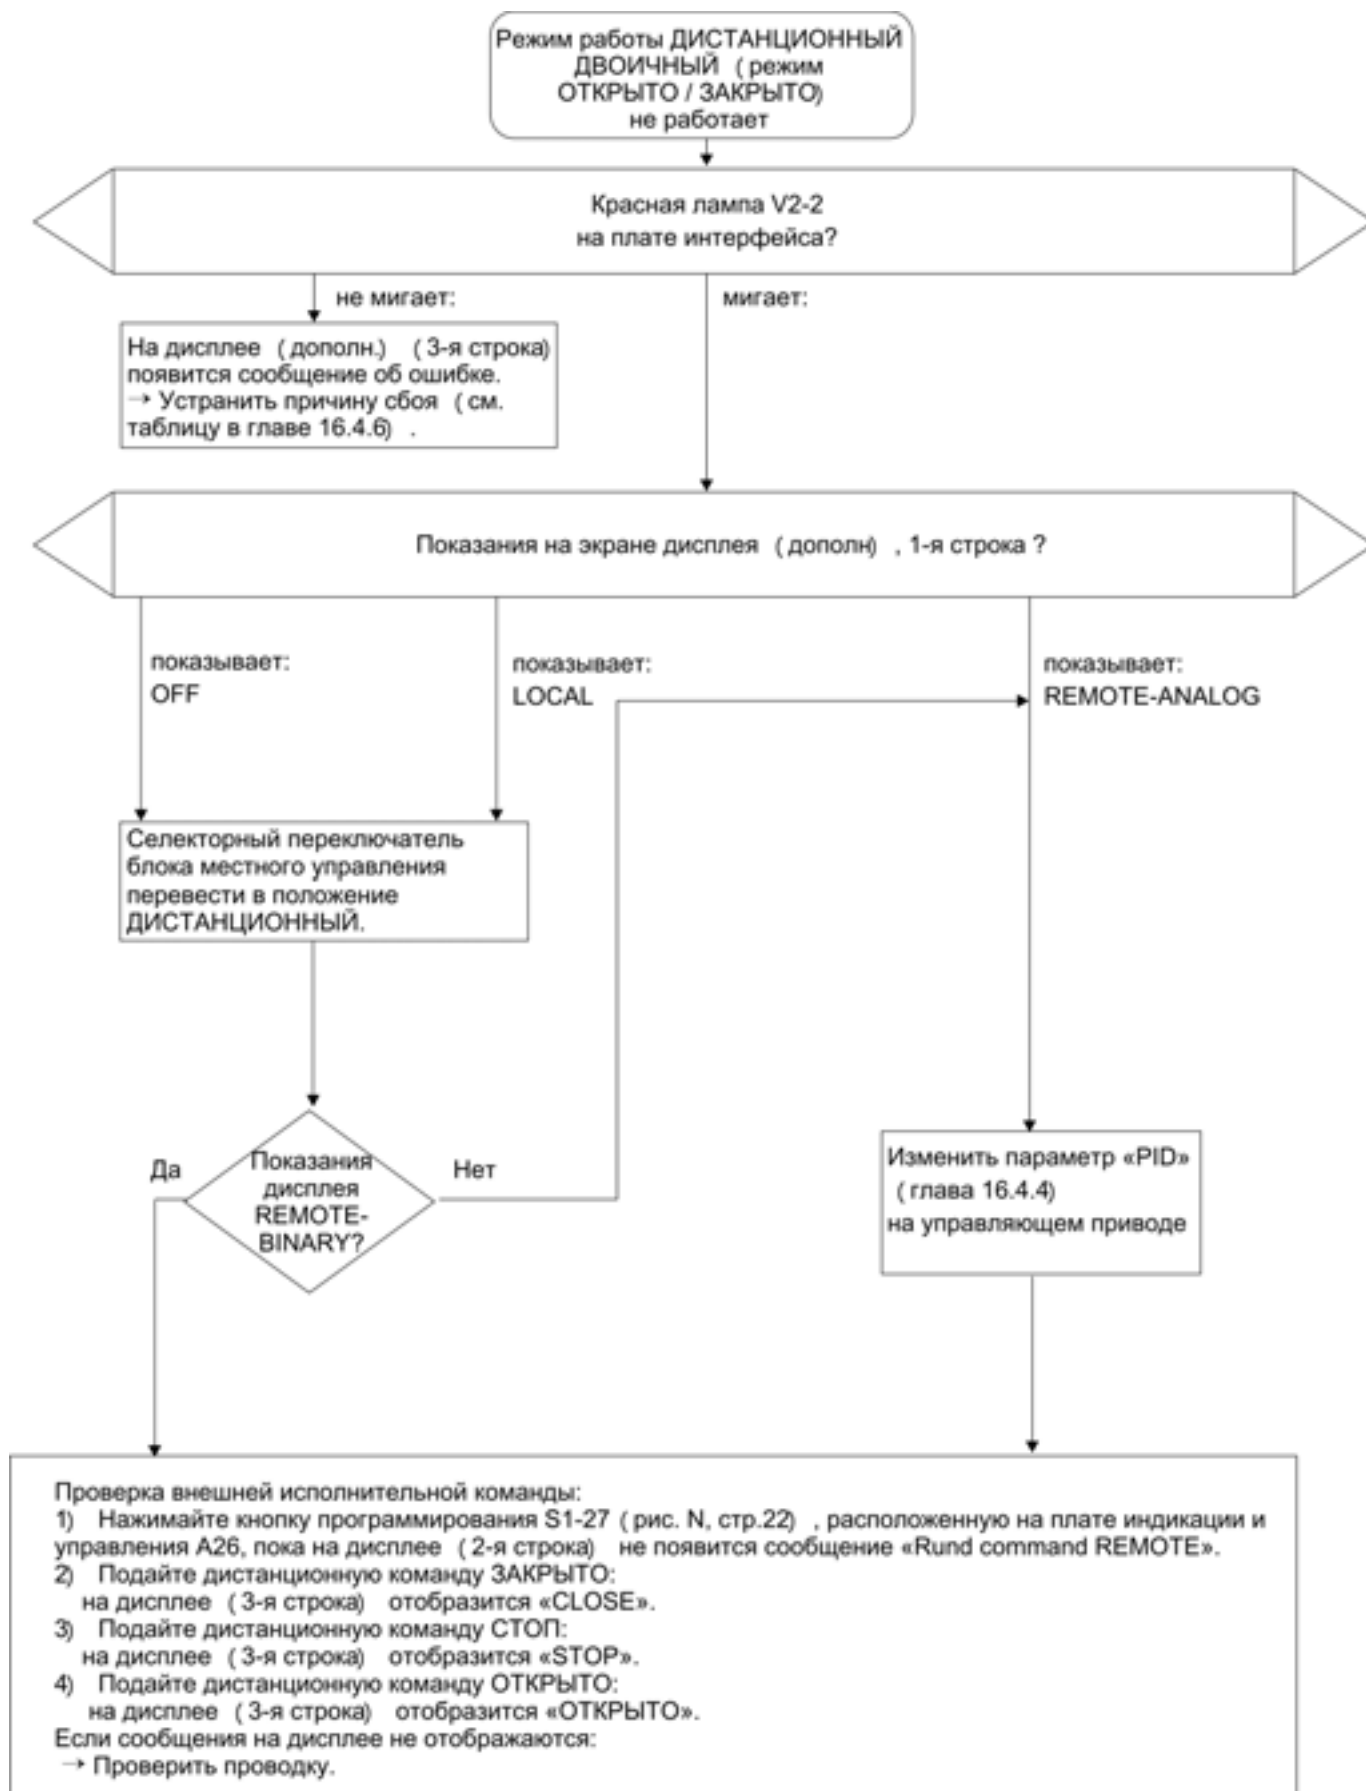 Режим работы ДИСТАНЦИОННЫЙ
ДВОИЧНЫЙ ( режим
ОТКРЫТО / ЗАКРЫТО)
не работает
Красная лампа V2-2
на плате интерфейса?
не мигает:
мигает:
На дисплее ( дополн.) ( 3-я строка)
появится сообщение об ошибке.
→ Устранить причину сбоя ( см.
таблицу в главе 16.4.6) .
Показания на экране дисплея ( дополн) , 1-я строка ?
показывает:
OFF
показывает:
LOCAL
показывает:
REMOTE-ANALOG
Селекторный переключатель
блока местного управления
перевести в положение
ДИСТАНЦИОННЫЙ.
Да
Показания
дисплея
REMOTE-
BINARY?
Нет
Изменить параметр «PID»
( глава 16.4.4)
на управляющем приводе
Проверка внешней исполнительной команды:
1) Нажимайте кнопку программирования S1-27 ( рис. N, стр.22) , расположенную на плате индикации и
управления A26, пока на дисплее ( 2-я строка) не появится сообщение «Rund command REMOTE».
2) Подайте дистанционную команду ЗАКРЫТО:
на дисплее ( 3-я строка) отобразится «CLOSE».
3) Подайте дистанционную команду СТОП:
на дисплее ( 3-я строка) отобразится «STOP».
4) Подайте дистанционную команду ОТКРЫТО:
на дисплее ( 3-я строка) отобразится «ОТКРЫТО».
Если сообщения на дисплее не отображаются:
→ Проверить проводку.